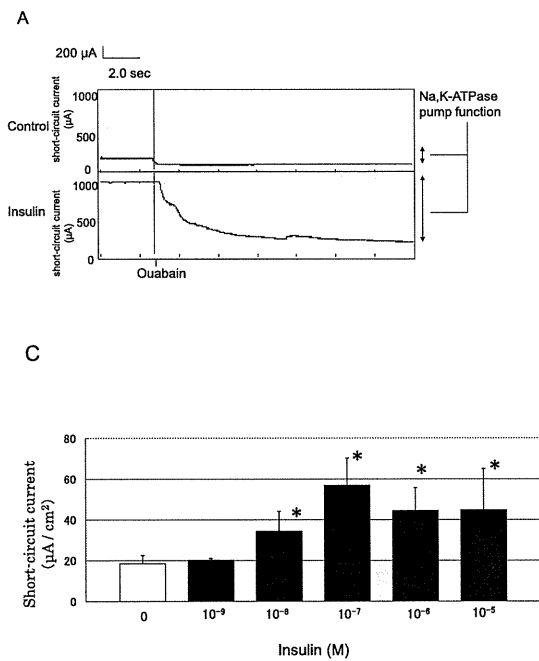 A
200 µA
2.0 sec
Na,K-ATPase
pump function
Control
short-circuit current
(µA)
1000
500
0
Insulin
short-circuit current
(µA)
1000
500
0
Ouabain
C
Short-circuit current
(µA / cm²)
80
60
40
20
0
* * * *
0 10⁻⁹ 10⁻⁸ 10⁻⁷ 10⁻⁶ 10⁻⁵
Insulin (M)